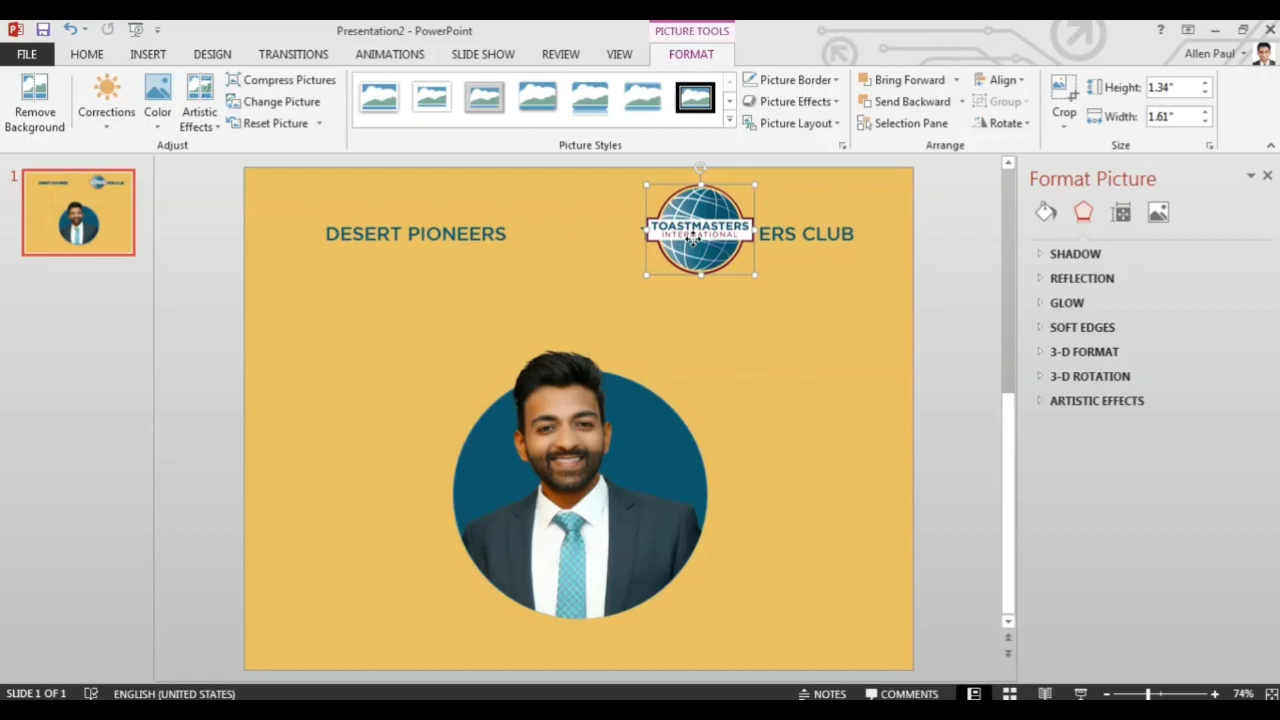 Presentation2 - PowerPoint
PICTURE TOOLS
?
FILE
HOME
INSERT
DESIGN
TRANSITIONS
ANIMATIONS
SLIDE SHOW
REVIEW
VIEW
FORMAT
Allen Paul
Remove
Background
Corrections
Color
Artistic
Effects
Compress Pictures
Change Picture
Reset Picture
Adjust
Picture Styles
Picture Border
Picture Effects
Picture Layout
Bring Forward
Send Backward
Selection Pane
Align
Group
Rotate
Arrange
Crop
Height: 1.34"
Width: 1.61"
Size
1
DESERT PIONEERS
TOASTMASTERS
INTERNATIONAL
ERS CLUB
Format Picture
SHADOW
REFLECTION
GLOW
SOFT EDGES
3-D FORMAT
3-D ROTATION
ARTISTIC EFFECTS
SLIDE 1 OF 1
ENGLISH (UNITED STATES)
NOTES
COMMENTS
74%